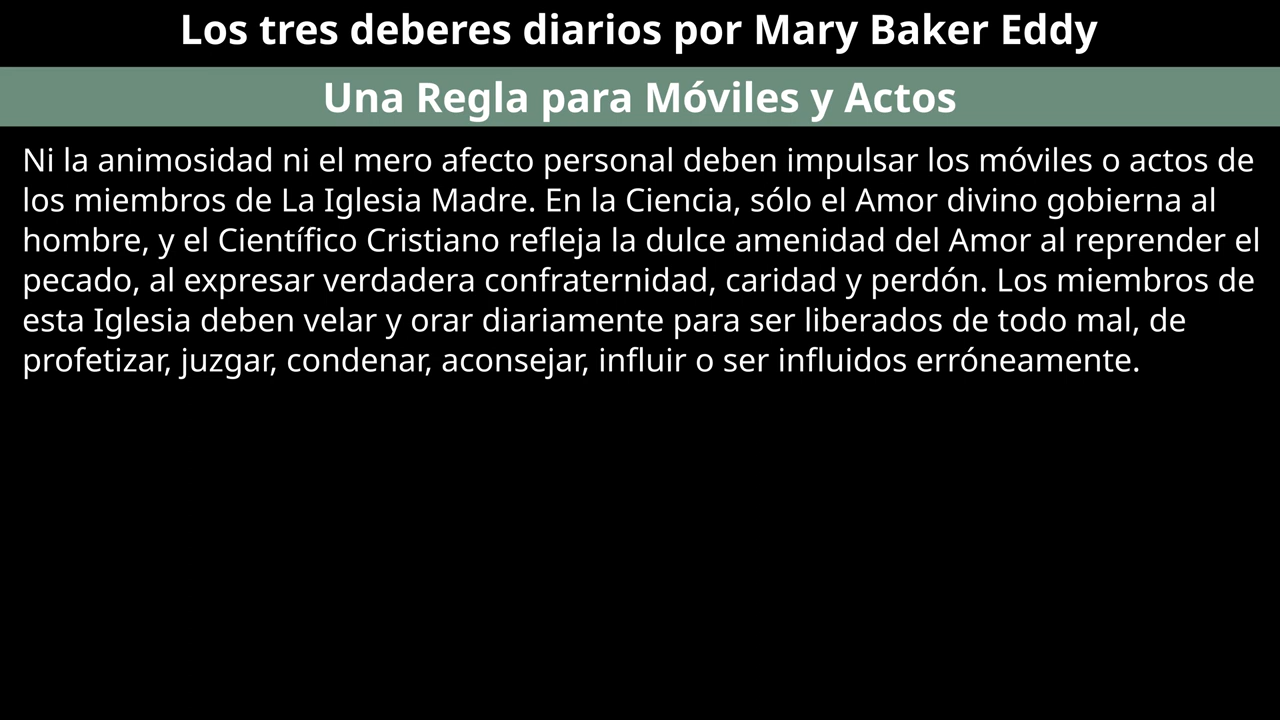 Los tres deberes diarios por Mary Baker Eddy
Una Regla para Móviles y Actos
Ni la animosidad ni el mero afecto personal deben impulsar los móviles o actos de
los miembros de La Iglesia Madre. En la Ciencia, sólo el Amor divino gobierna al
hombre, y el Científico Cristiano refleja la dulce amenidad del Amor al reprender el
pecado, al expresar verdadera confraternidad, caridad y perdón. Los miembros de
esta Iglesia deben velar y orar diariamente para ser liberados de todo mal, de
profetizar, juzgar, condenar, aconsejar, influir o ser influidos erróneamente.